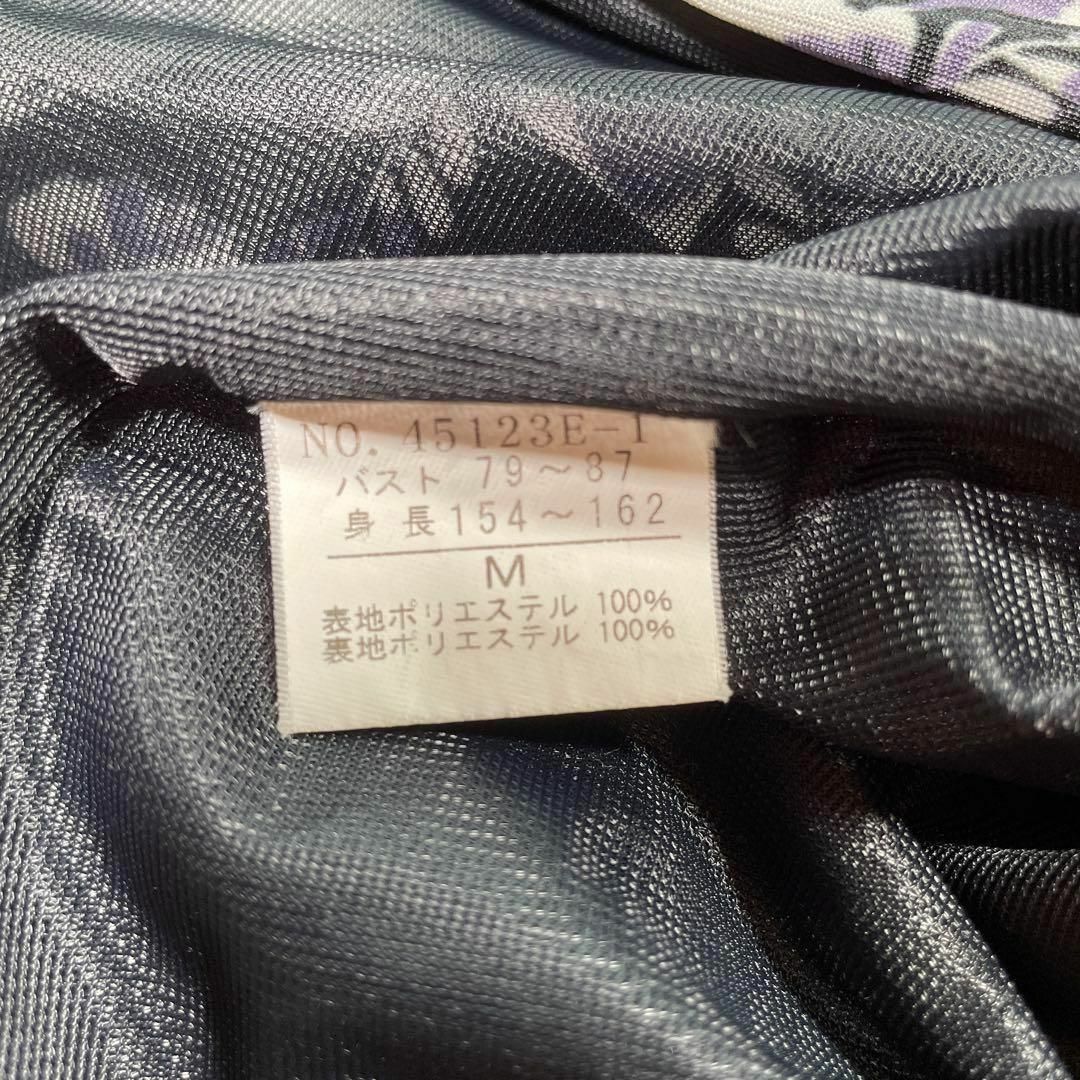 NO. 45123E-1
バスト 79～87
身長154～162
M
表地ポリエステル 100%
裏地ポリエステル 100%